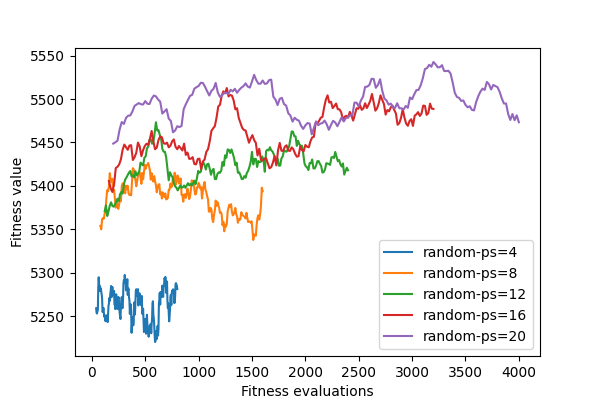 5550
5500
5450
5400
5350
5300
5250
Fitness value
0
500
1000
1500
2000
2500
3000
3500
4000
Fitness evaluations
random-ps=4
random-ps=8
random-ps=12
random-ps=16
random-ps=20